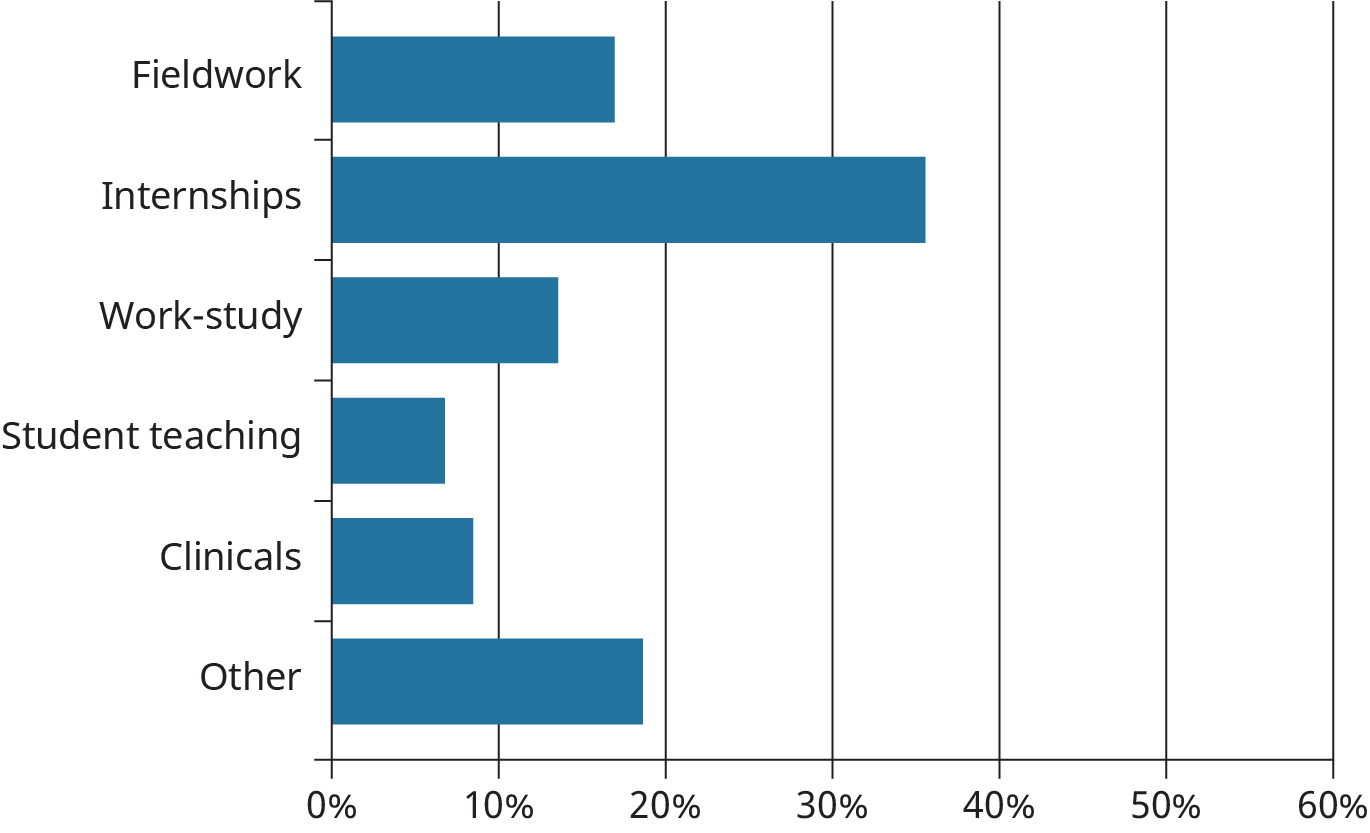 Fieldwork
Internships
Work-study
Student teaching
Clinicals
Other
0% 10% 20% 30% 40% 50% 60%